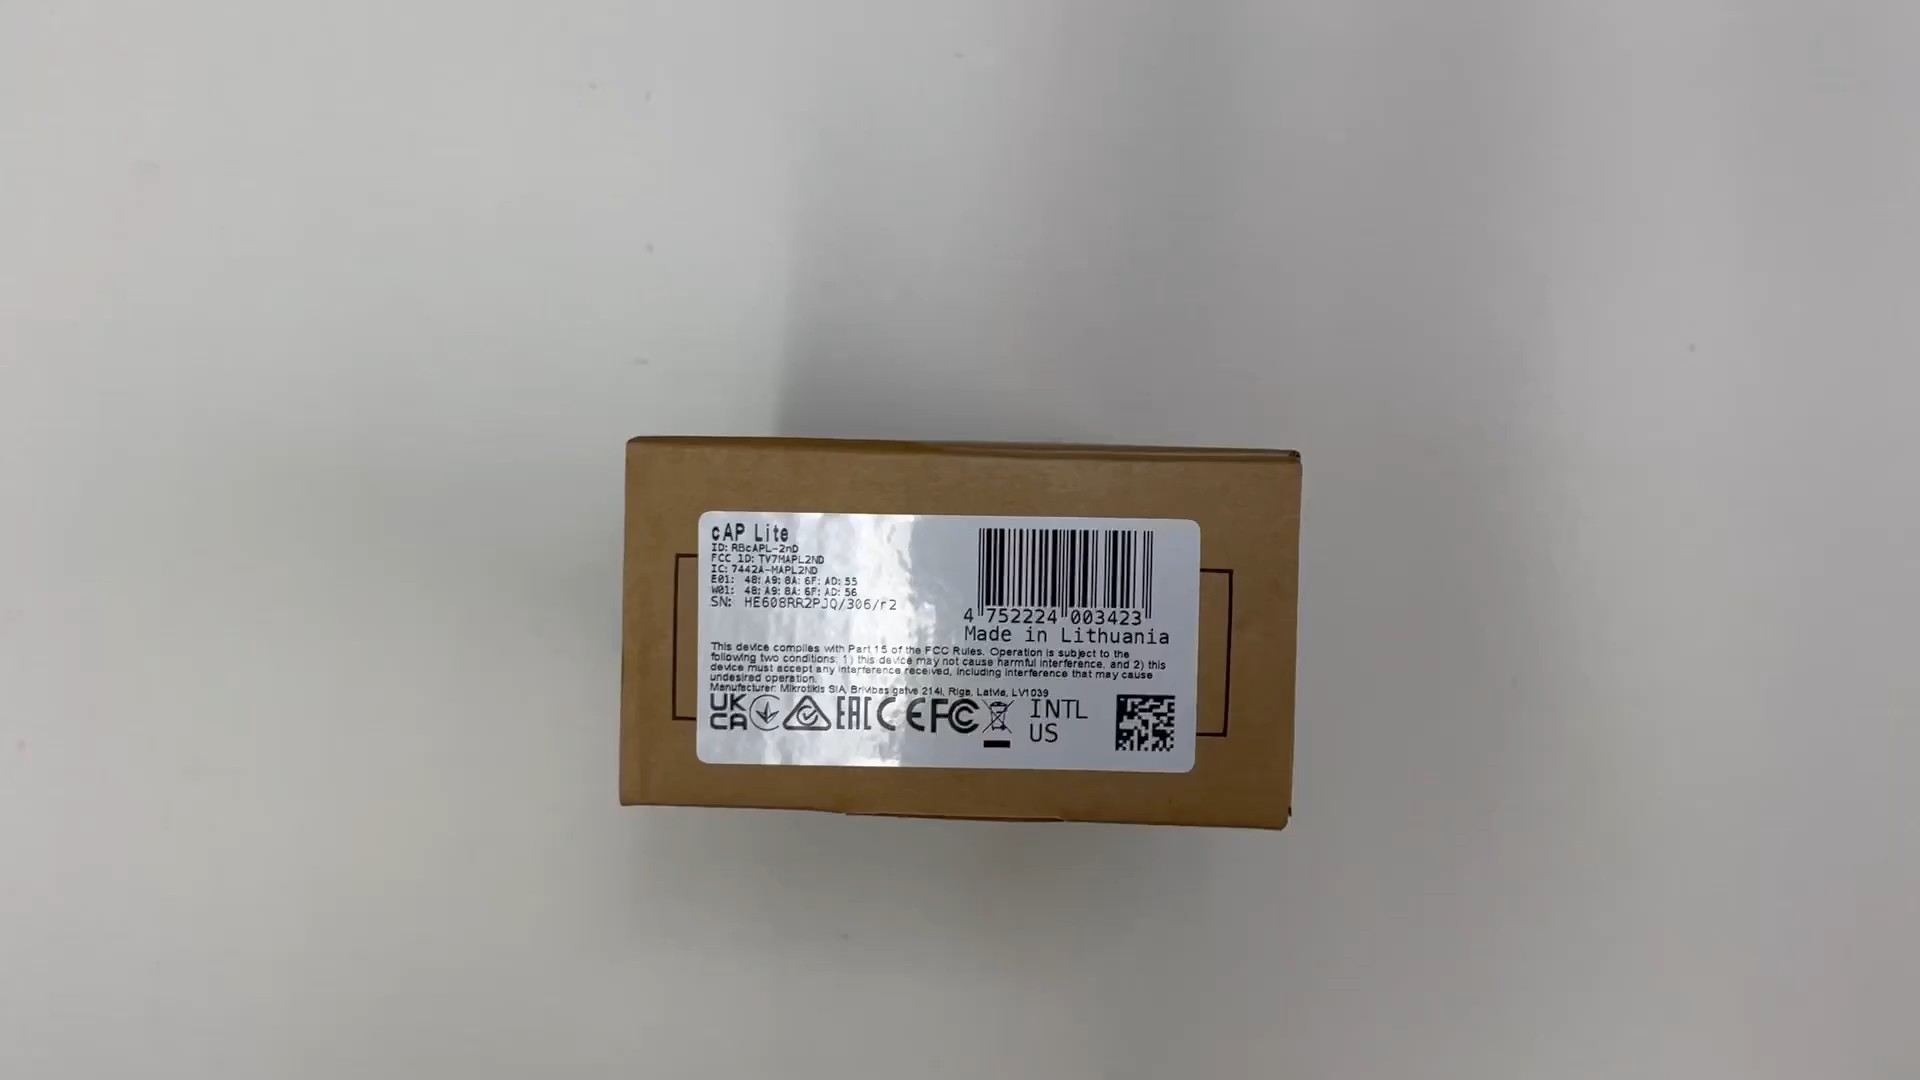 cAP Lite
ID: RBcAPL-2nD
FCC ID: TV7MAPL2ND
IC: 7442A-MAPL2ND
E01: 48:A9:8A:6F:AD:55
W01: 48:A9:8A:6F:AD:56
SN: HE608RR2PJQ/306/r2
4 752224 003423
Made in Lithuania
This device complies with Part 15 of the FCC Rules. Operation is subject to the
following two conditions: 1) this device may not cause harmful interference, and 2) this
device must accept any interference received, including interference that may cause
undesired operation.
Manufacturer: Mikrotikls SIA, Brivibas gatve 214i, Riga, Latvia, LV1039
UK
CA
EAC CE FC
INTL
US